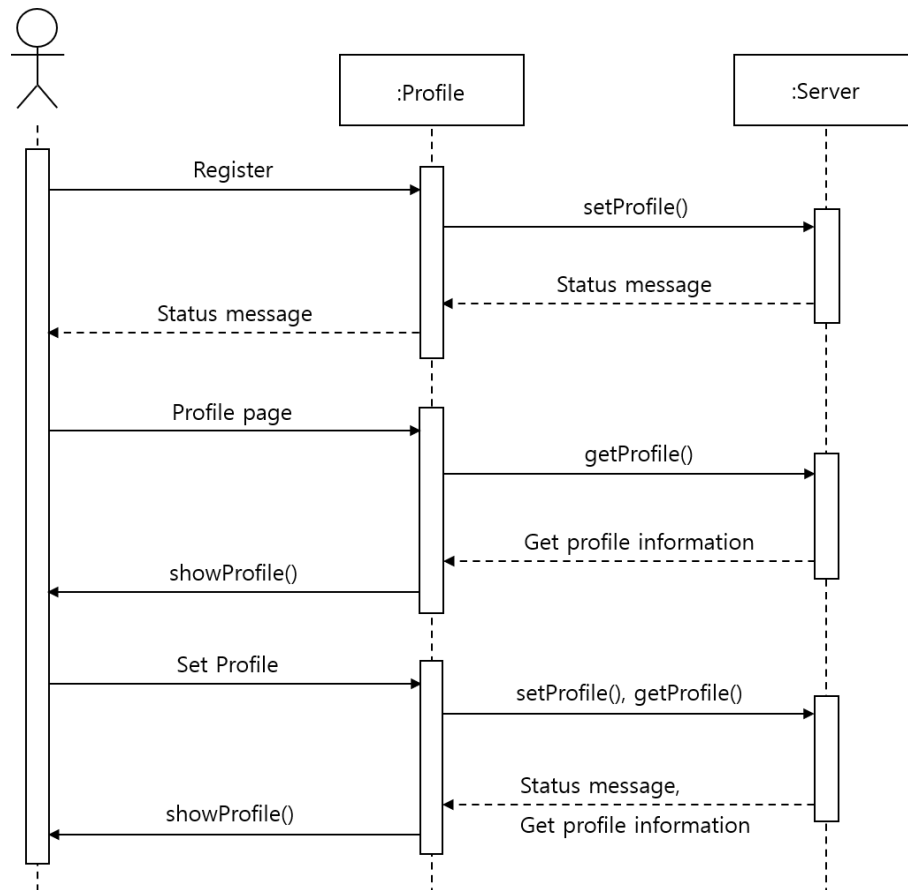 :Profile
:Server
Register
setProfile()
Status message
Status message
Profile page
getProfile()
Get profile information
showProfile()
Set Profile
setProfile(), getProfile()
Status message,
Get profile information
showProfile()